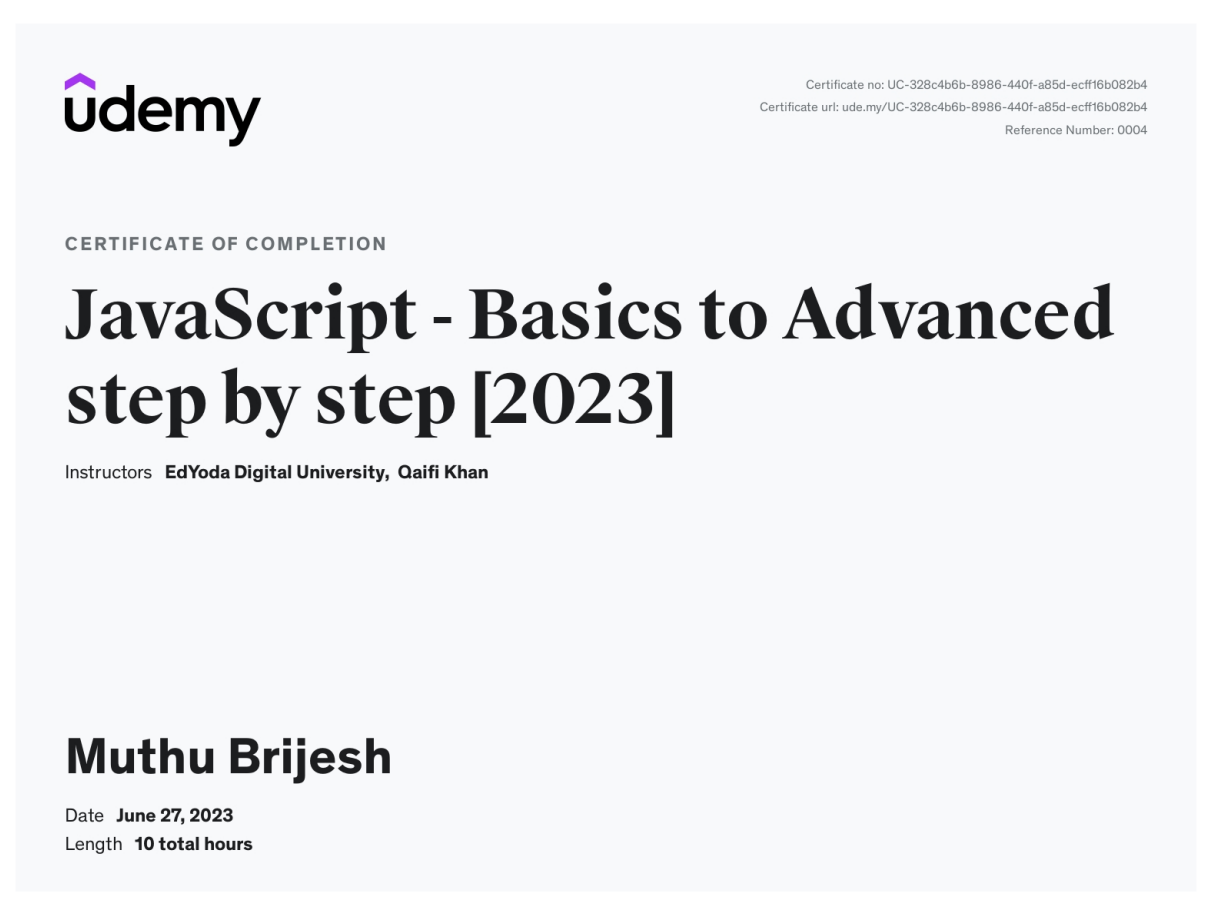 udemy
Certificate no: UC-328c4b6b-8986-440f-a85d-ecff16b082b4
Certificate url: ude.my/UC-328c4b6b-8986-440f-a85d-ecff16b082b4
Reference Number: 0004
CERTIFICATE OF COMPLETION
JavaScript - Basics to Advanced
step by step [2023]
Instructors EdYoda Digital University, Qaifi Khan
Muthu Brijesh
Date June 27, 2023
Length 10 total hours